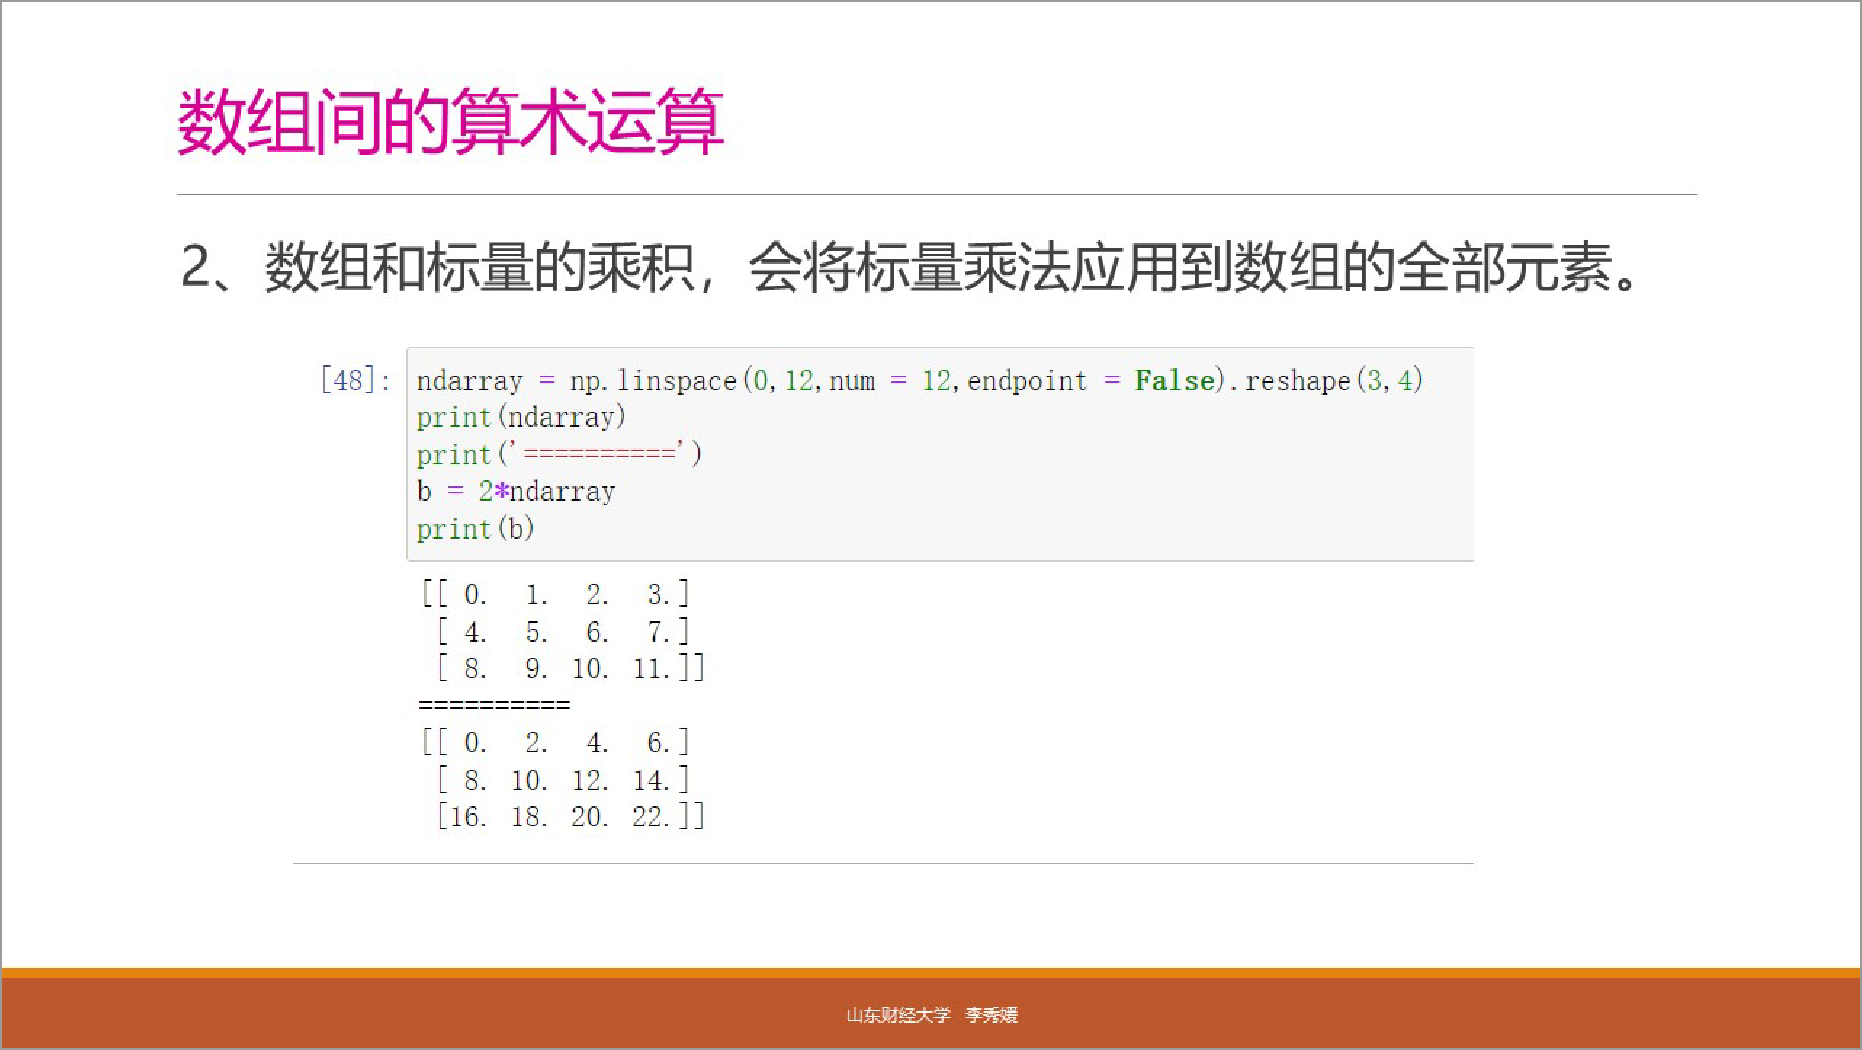 数组间的算术运算
2、数组和标量的乘积，会将标量乘法应用到数组的全部元素。
[48]: ndarray = np.linspace(0,12,num = 12,endpoint = False).reshape(3,4)
print(ndarray)
print('==========')
b = 2*ndarray
print(b)
[[ 0.  1.  2.  3.]
 [ 4.  5.  6.  7.]
 [ 8.  9. 10. 11.]]
==========
[[ 0.  2.  4.  6.]
 [ 8. 10. 12. 14.]
 [16. 18. 20. 22.]]
山东财经大学 李秀媛